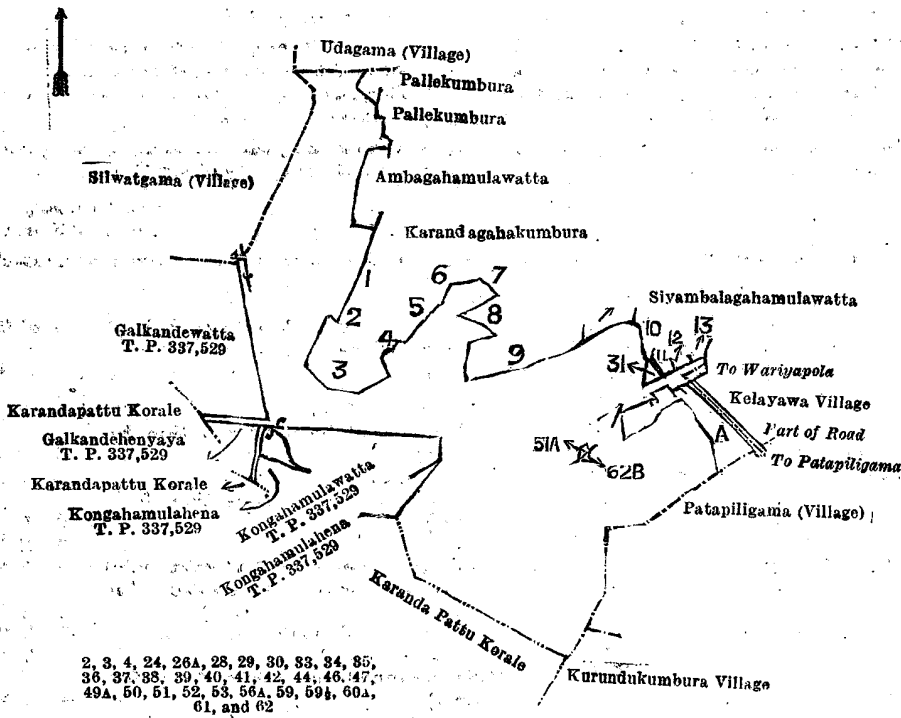 Udagama (Village)
Pallekumbura
Pallekumbura
Silwatgama (Village)
Ambagahamulawatta
Karandagahakumbura
1
2
3
4
5
6
7
8
9
10
11
12
13
31
Siyambalagahamulawatta
Galkandewatta
T. P. 337,529
To Wariyapola
Kelayawa Village
Part of Road
To Patapiligama
A
51A
62B
Karandapattu Korale
Galkandehenyaya
T. P. 337,529
Karandapattu Korale
Kongahamulahena
T. P. 337,529
Kongahamulawatta
T. P. 337,529
Kongahamulahena
T. P. 337,529
Patapiligama (Village)
Karanda Pattu Korale
Kurundukumbura Village
2, 3, 4, 24, 26A, 28, 29, 30, 33, 34, 35,
36, 37, 38, 39, 40, 41, 42, 44, 46, 47,
49A, 50, 51, 52, 53, 56A, 59, 59½, 60A,
61, and 62